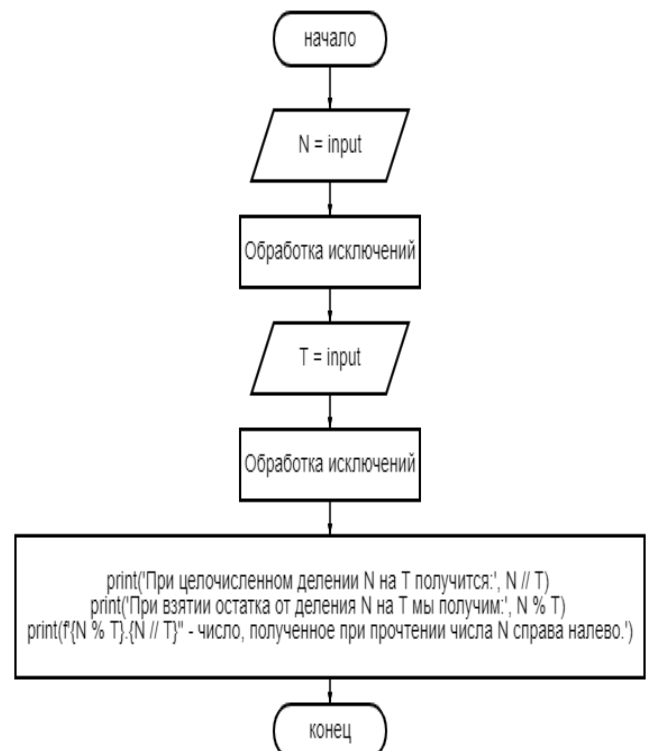 начало
N = input
Обработка исключений
T = input
Обработка исключений
print('При целочисленном делении N на T получится:', N // T)
print('При взятии остатка от деления N на T мы получим:', N % T)
print(f'{N % T}.{N // T}" - число, полученное при прочтении числа N справа налево.')
конец